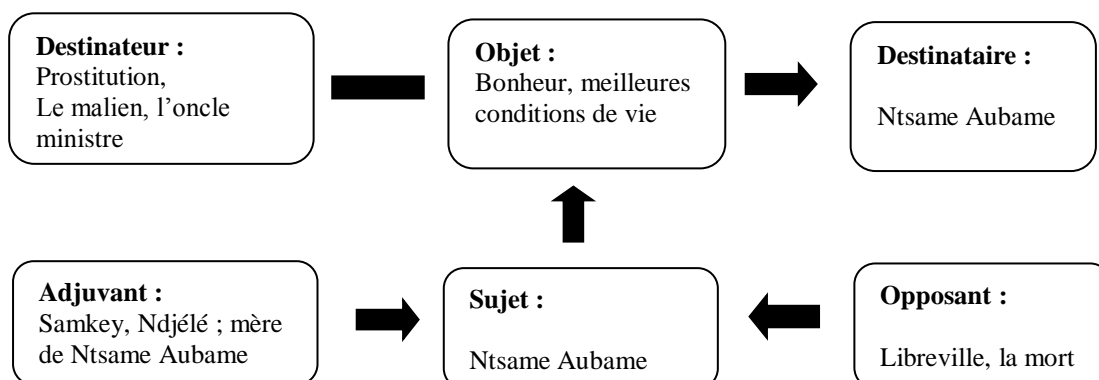 Destinateur :
Prostitution,
Le malien, l’oncle
ministre
Objet :
Bonheur, meilleures
conditions de vie
Destinataire :
Ntsame Aubame
Adjuvant :
Samkey, Ndjélé ; mère
de Ntsame Aubame
Sujet :
Ntsame Aubame
Opposant :
Libreville, la mort